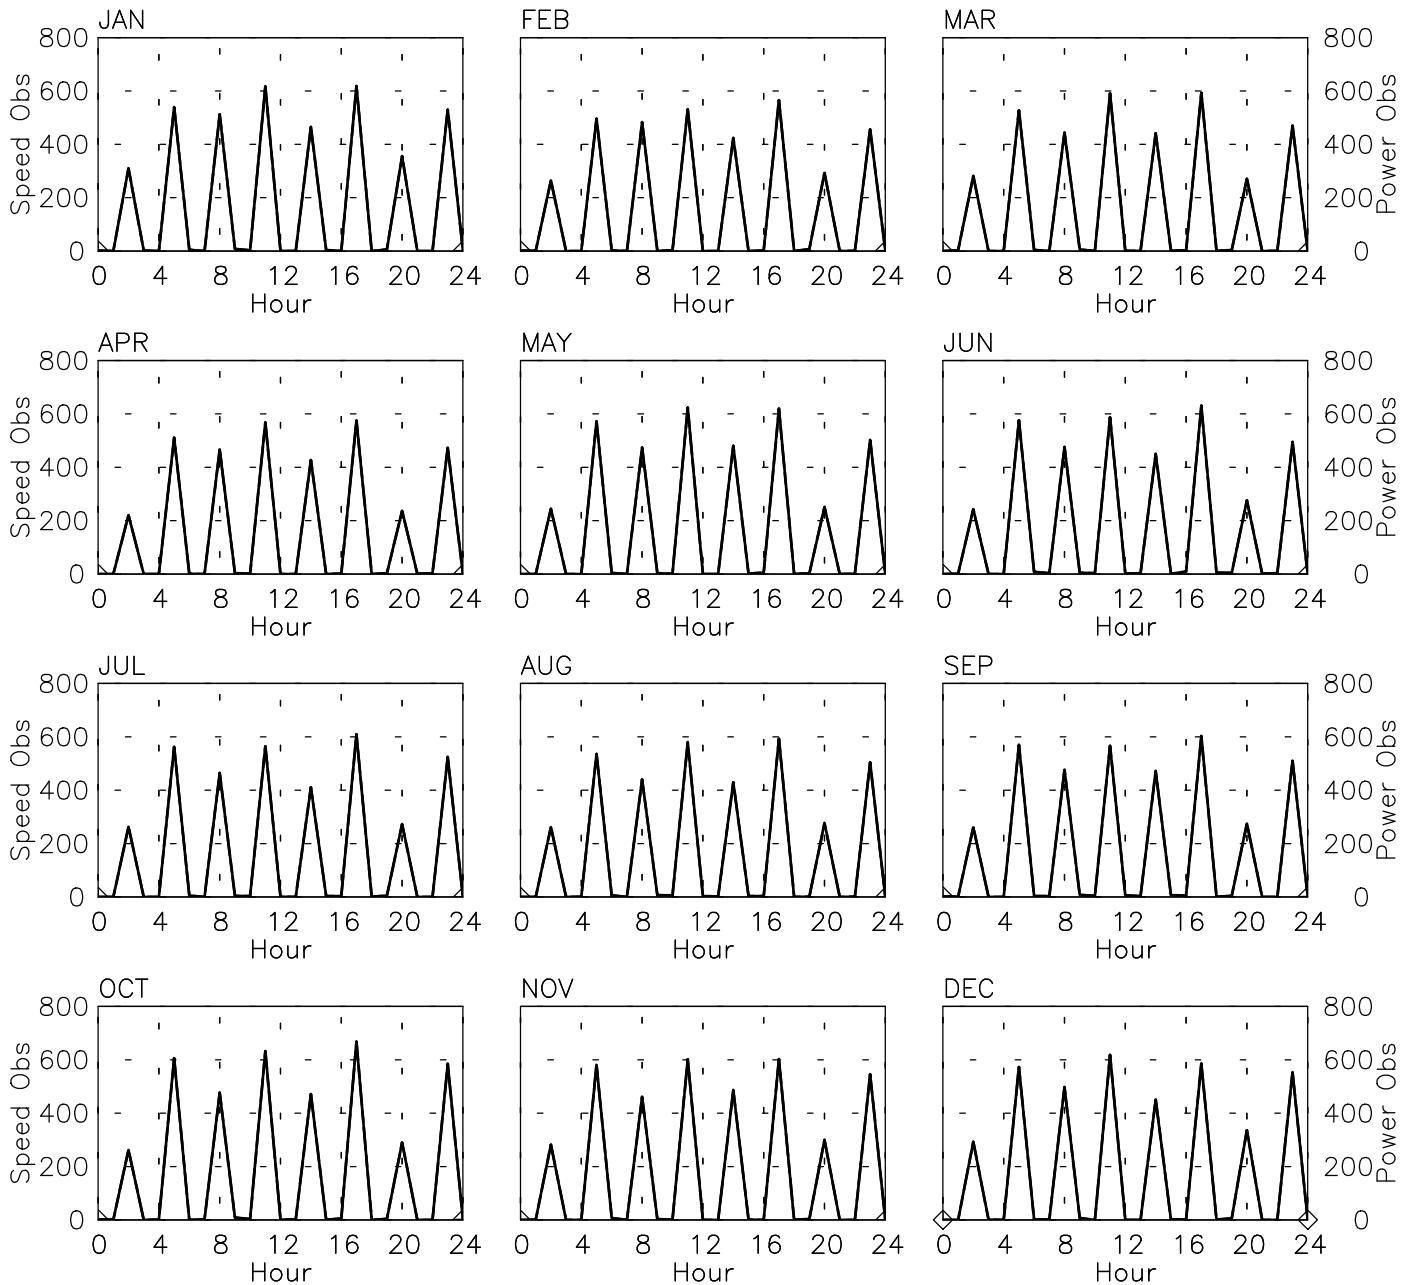 JAN FEB MAR
800 800
600 600
400 400
200 200
0 0
Speed Obs Power Obs
0 4 8 12 16 20 24 0 4 8 12 16 20 24 0 4 8 12 16 20 24
Hour Hour Hour
APR MAY JUN
800 800
600 600
400 400
200 200
0 0
Speed Obs Power Obs
0 4 8 12 16 20 24 0 4 8 12 16 20 24 0 4 8 12 16 20 24
Hour Hour Hour
JUL AUG SEP
800 800
600 600
400 400
200 200
0 0
Speed Obs Power Obs
0 4 8 12 16 20 24 0 4 8 12 16 20 24 0 4 8 12 16 20 24
Hour Hour Hour
OCT NOV DEC
800 800
600 600
400 400
200 200
0 0
Speed Obs Power Obs
0 4 8 12 16 20 24 0 4 8 12 16 20 24 0 4 8 12 16 20 24
Hour Hour Hour